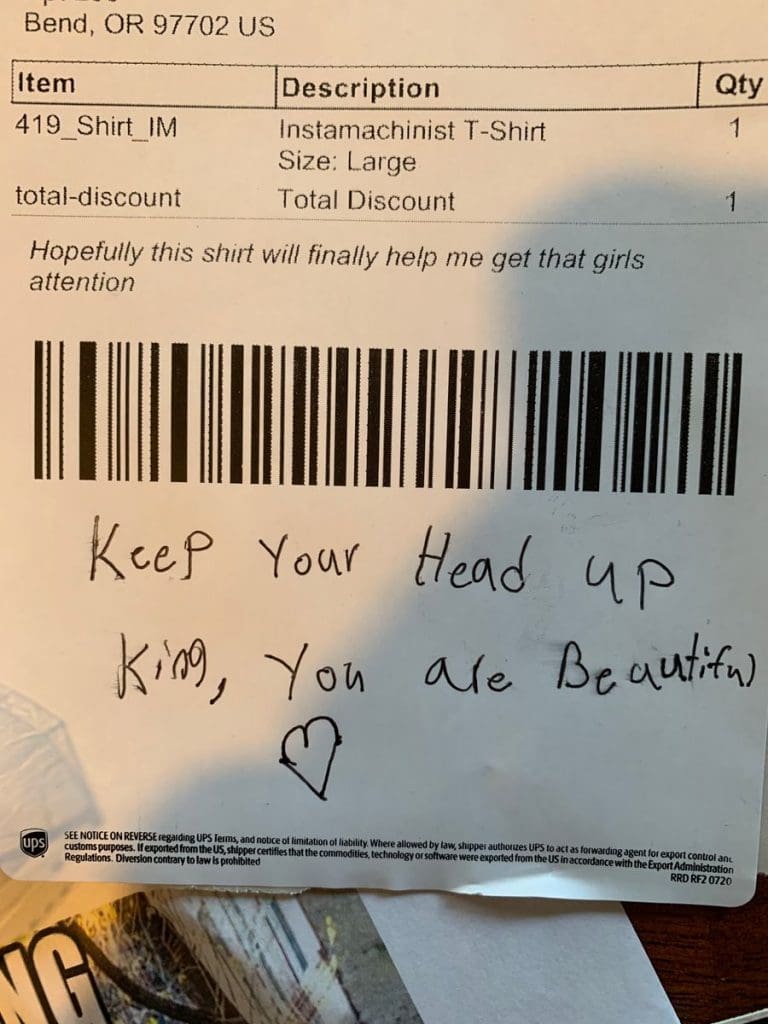 Bend, OR 97702 US
Item Description Qty
419_Shirt_IM Instamachinist T-Shirt 1
Size: Large
total-discount Total Discount 1
Hopefully this shirt will finally help me get that girls
attention
Keep Your Head up
King, You are Beautiful
ups
SEE NOTICE ON REVERSE regarding UPS Terms, and notice of limitation of liability. Where allowed by law, shipper authorizes UPS to act as forwarding agent for export control and
customs purposes. If exported from the US, shipper certifies that the commodities, technology or software were exported from the US in accordance with the Export Administration
Regulations. Diversion contrary to law is prohibited
RRD RF2 0720
NG